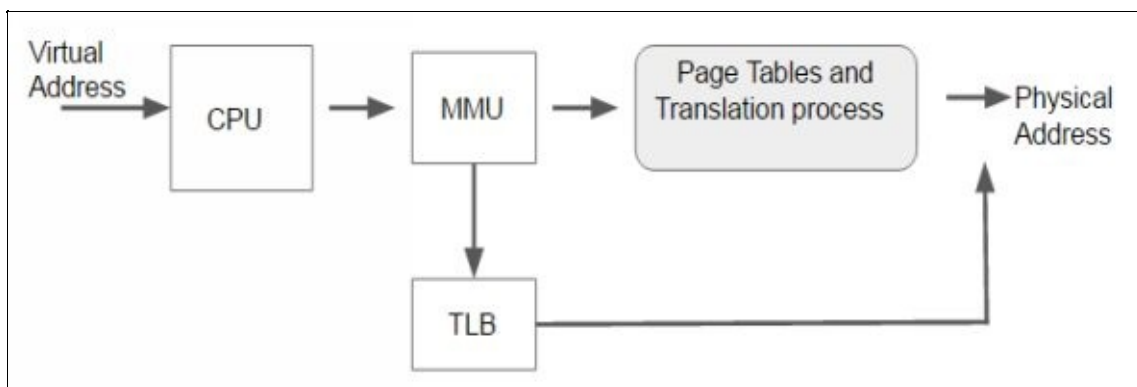 Virtual
Address
CPU
MMU
Page Tables and
Translation process
Physical
Address
TLB